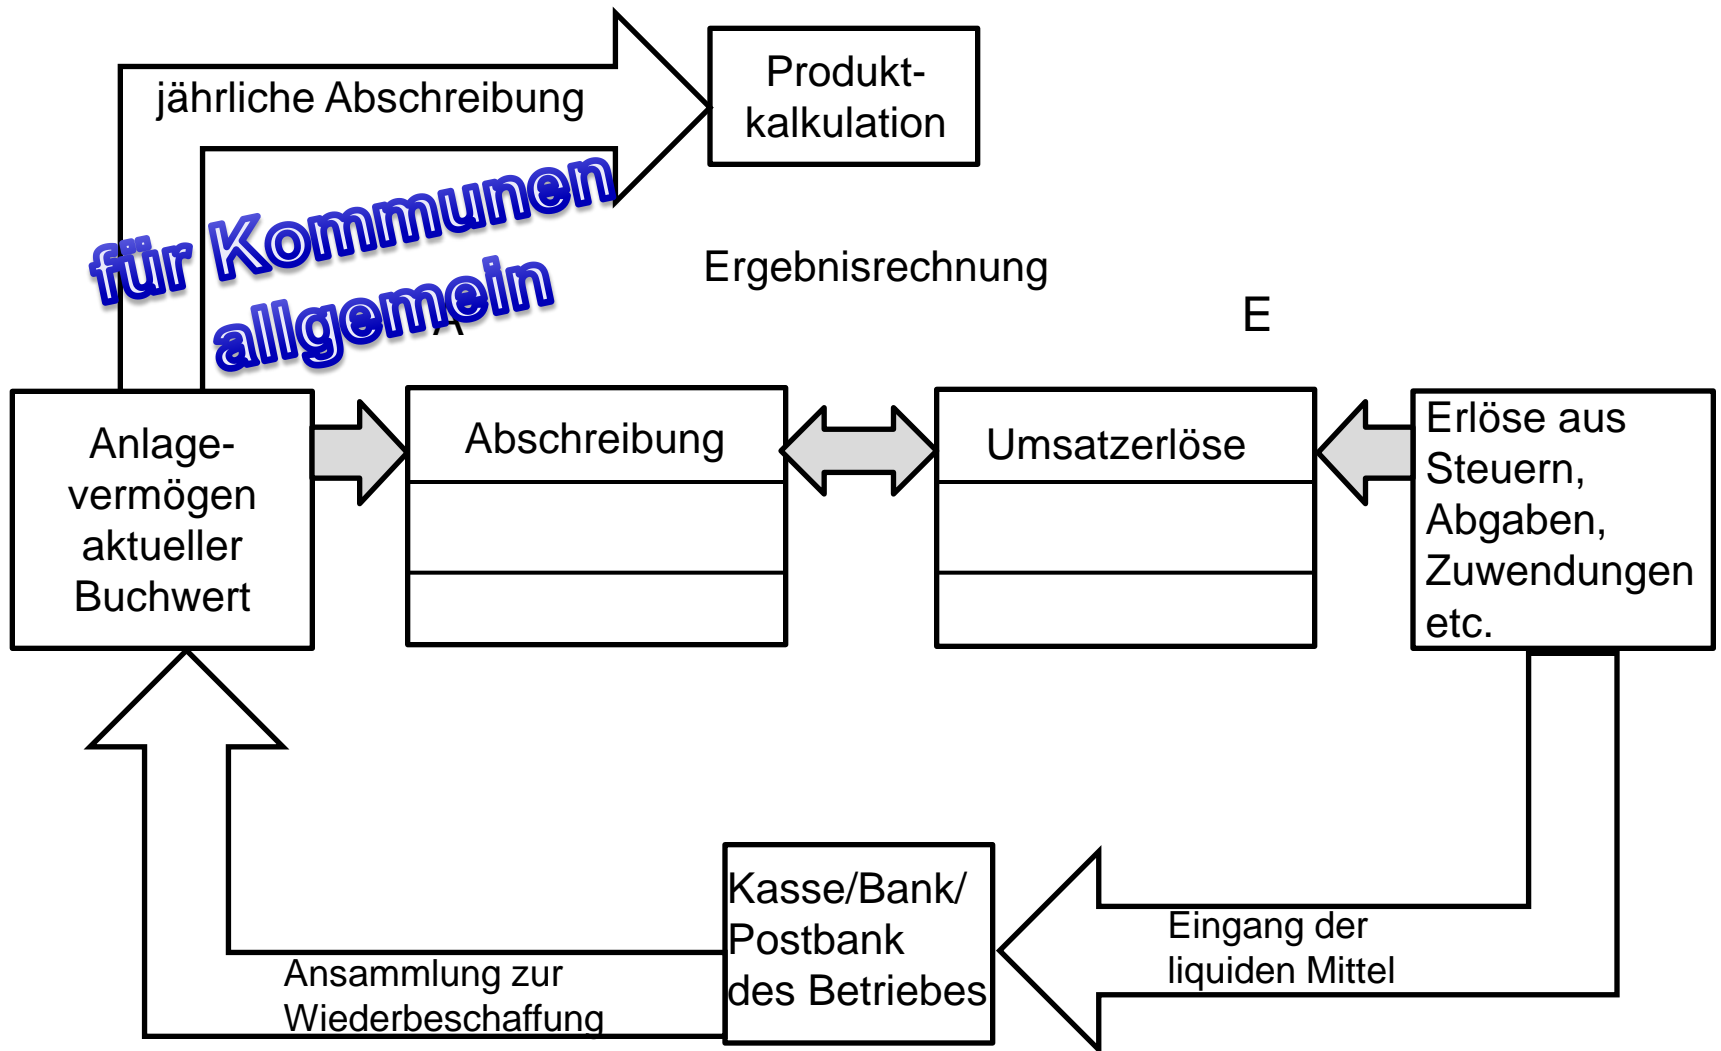 jährliche Abschreibung
Produkt-
kalkulation
für Kommunen
allgemein
Ergebnisrechnung
A
E
Anlage-
vermögen
aktueller
Buchwert
Abschreibung
Umsatzerlöse
Erlöse aus
Steuern,
Abgaben,
Zuwendungen
etc.
Kasse/Bank/
Postbank
des Betriebes
Eingang der
liquiden Mittel
Ansammlung zur
Wiederbeschaffung